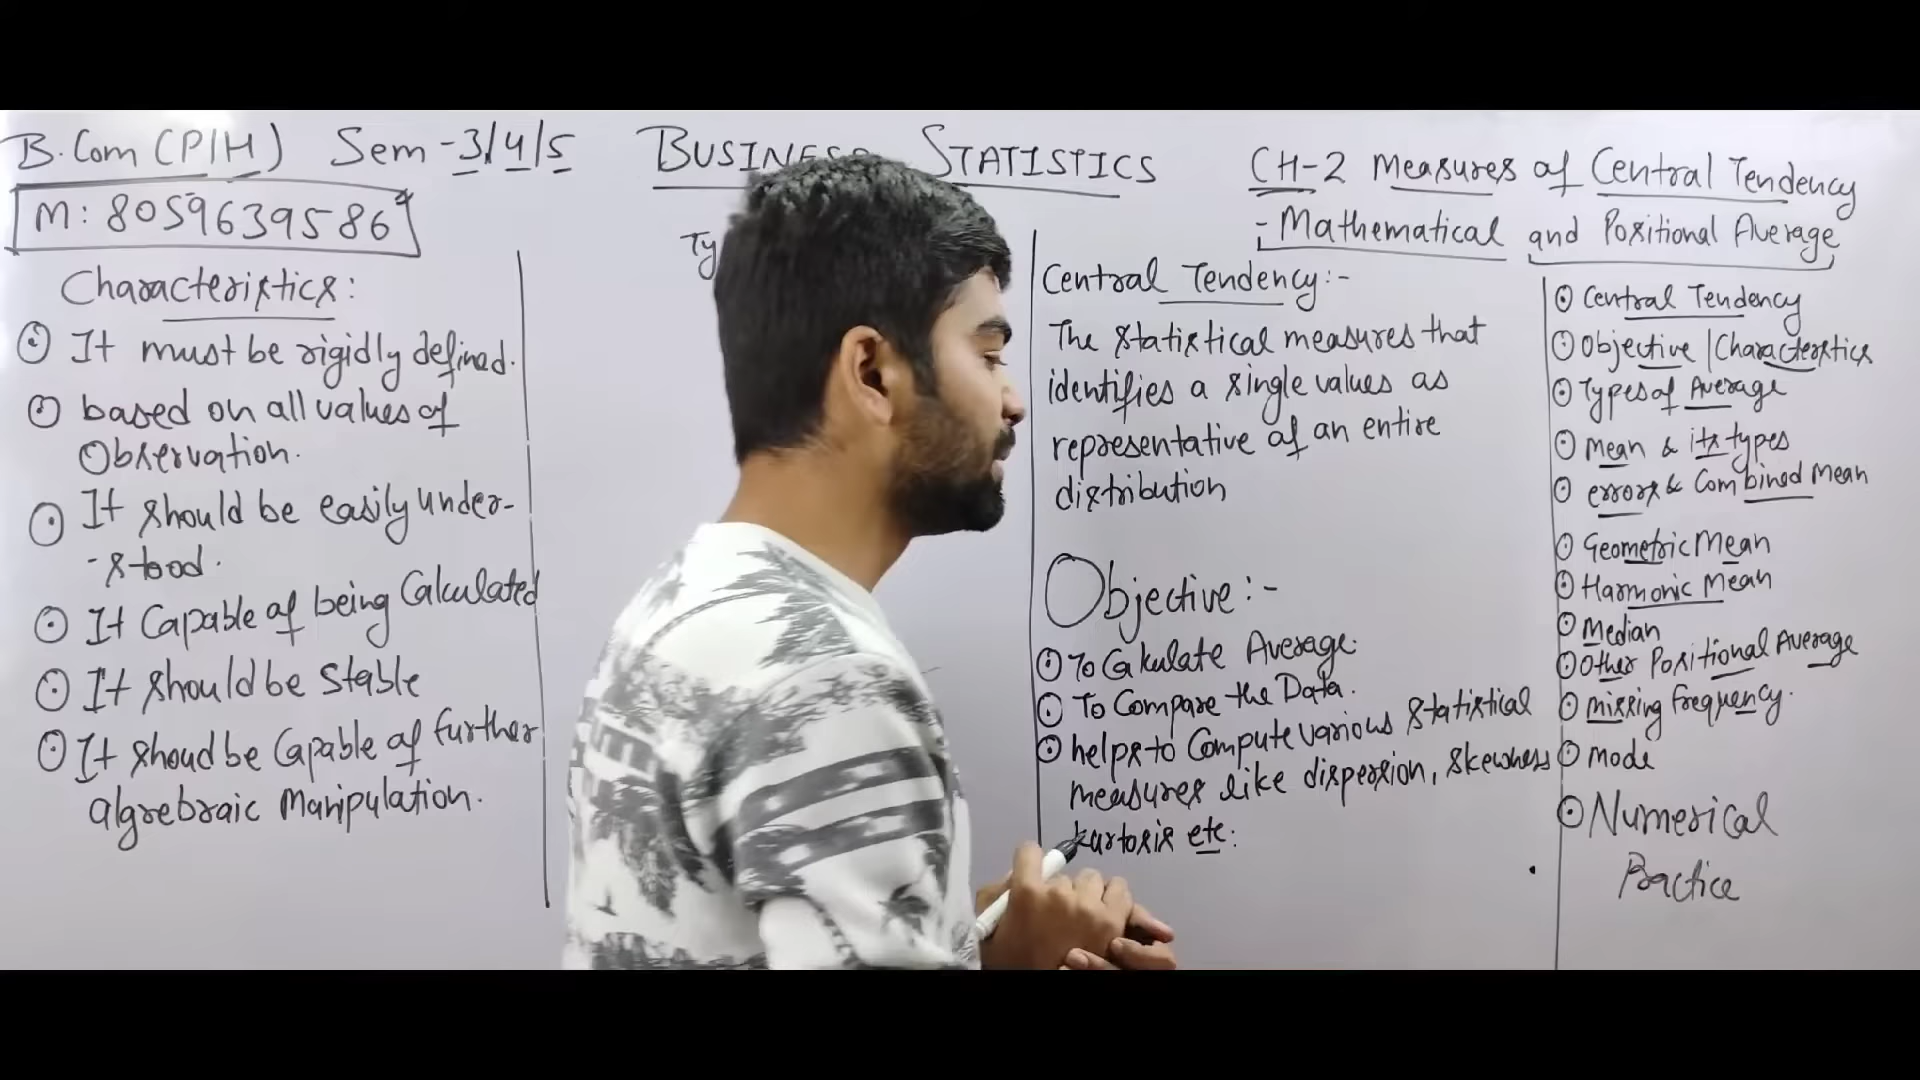 B.Com (P/H) Sem-3/4/5 BUSINESS STATISTICS
CH-2 Measures of Central Tendency
- Mathematical and Positional Average
M: 8059639586
Characteristics:
It must be rigidly defined.
based on all values of
Observation.
It should be easily under-
-stood.
It Capable of being Calculated
It should be stable
It shoud be Capable of further
algrebraic Manipulation.
Ty
Central Tendency:-
The statistical measures that
identifies a single values as
representative of an entire
distribution
Objective:-
To Calculate Average.
To Compare the Data.
helps to Compute various statistical
measures like dispersion, skewness
kurtosis etc.
Central Tendency
Objective/Characteristics
Types of Average
Mean & its types
errors & Combined Mean
Geometric Mean
Harmonic Mean
Median
Other Positional Average
missing frequency.
mode
Numerical
Practice